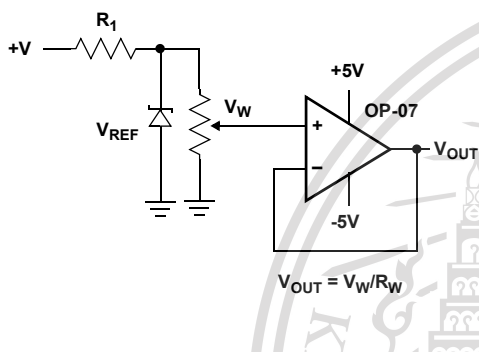 R1
+V
+5V
OP-07
VW
VREF
+
−
VOUT
-5V
VOUT = VW/RW
K